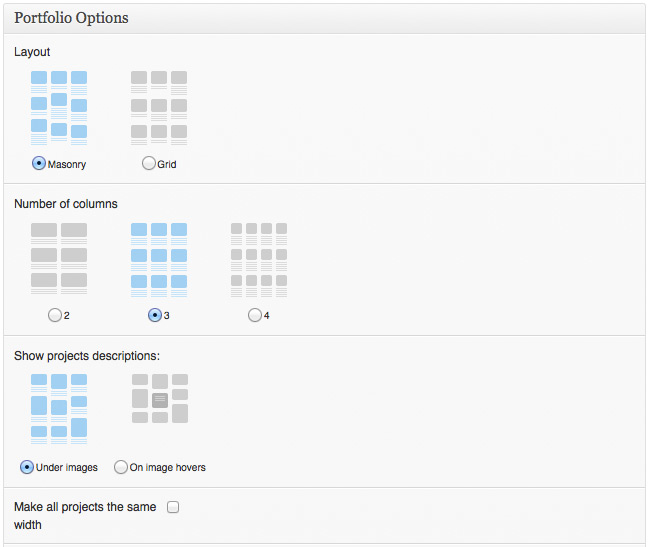 Portfolio Options
Layout
Masonry Grid
Number of columns
2 3 4
Show projects descriptions:
Under images On image hovers
Make all projects the same
width